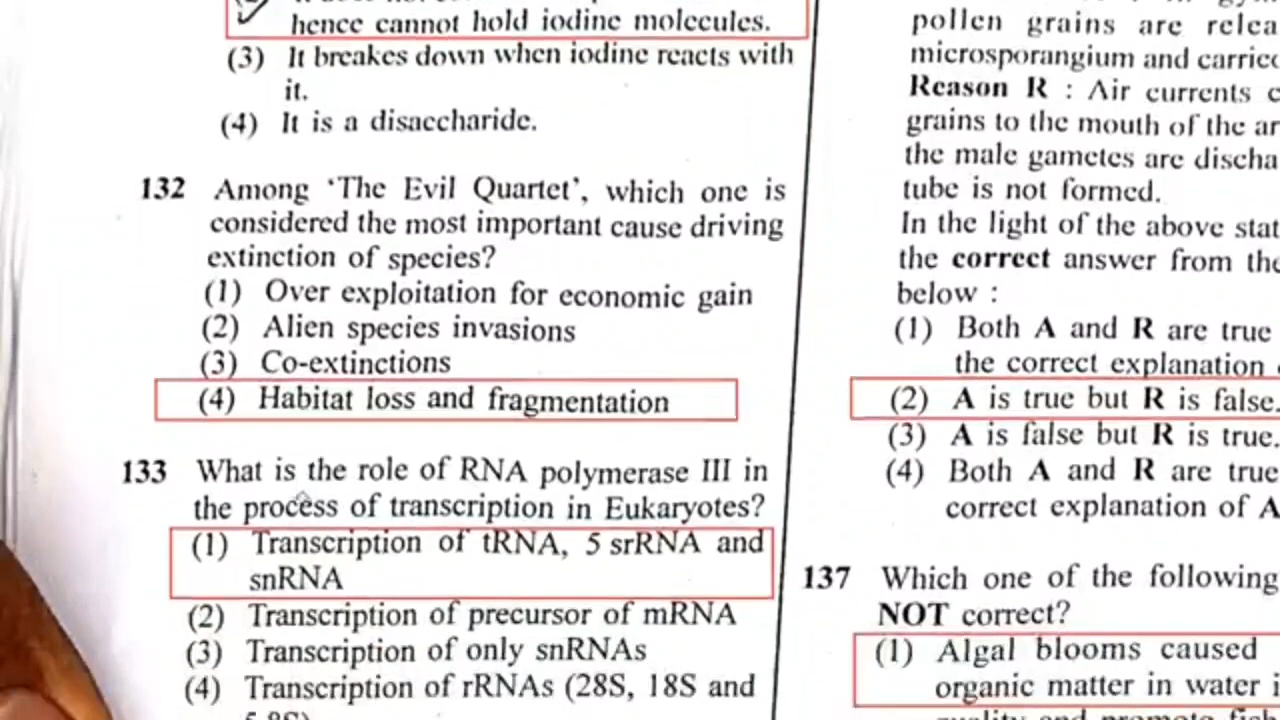 hence cannot hold iodine molecules.
(3) It breakes down when iodine reacts with
it.
(4) It is a disaccharide.
132 Among 'The Evil Quartet', which one is
considered the most important cause driving
extinction of species?
(1) Over exploitation for economic gain
(2) Alien species invasions
(3) Co-extinctions
(4) Habitat loss and fragmentation
133 What is the role of RNA polymerase III in
the process of transcription in Eukaryotes?
(1) Transcription of tRNA, 5 srRNA and
snRNA
(2) Transcription of precursor of mRNA
(3) Transcription of only snRNAs
(4) Transcription of rRNAs (28S, 18S and
pollen grains are relea
microsporangium and carried
Reason R : Air currents c
grains to the mouth of the ar
the male gametes are discha
tube is not formed.
In the light of the above stat
the correct answer from the
below :
(1) Both A and R are true
the correct explanation
(2) A is true but R is false.
(3) A is false but R is true.
(4) Both A and R are true
correct explanation of A
137 Which one of the following
NOT correct?
(1) Algal blooms caused
organic matter in water i